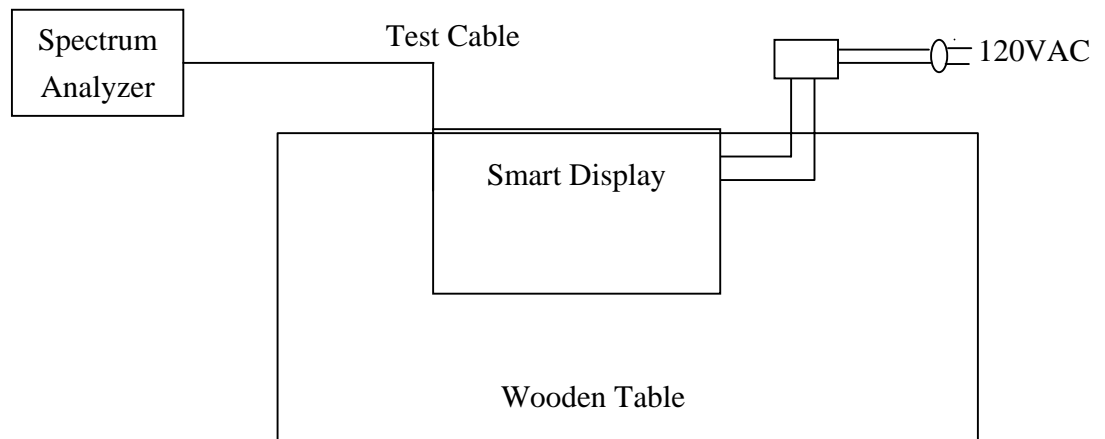 Spectrum
Analyzer
Test Cable
120VAC
Smart Display
Wooden Table